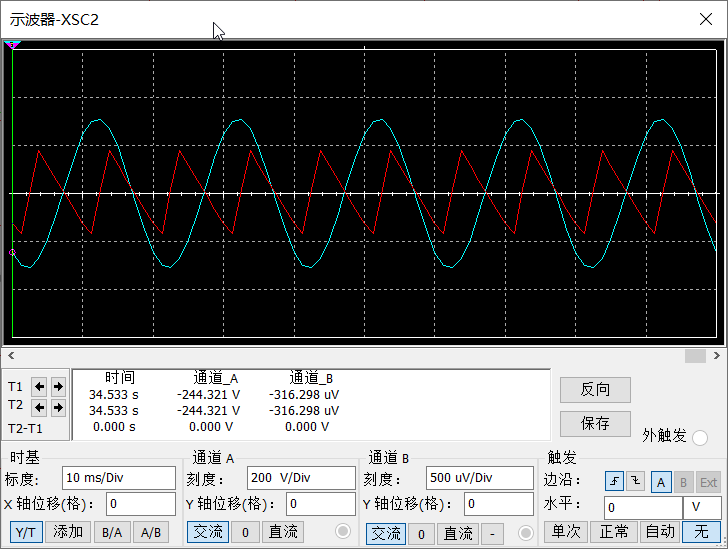 示波器-XSC2
时间 通道_A 通道_B
T1 34.533 s -244.321 V -316.298 uV
T2 34.533 s -244.321 V -316.298 uV
T2-T1 0.000 s 0.000 V 0.000 V
反向
保存
外触发
时基 通道 A 通道 B 触发
标度: 10 ms/Div 刻度: 200 V/Div 刻度: 500 uV/Div 边沿: A B Ext
X 轴位移(格): 0 Y 轴位移(格): 0 Y 轴位移(格): 0 水平: 0 V
Y/T 添加 B/A A/B 交流 0 直流 交流 0 直流 - 单次 正常 自动 无